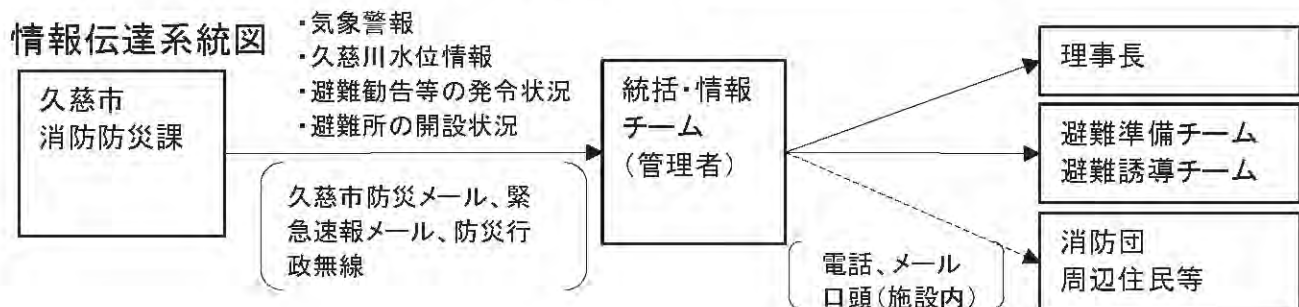 情報伝達系統図
久慈市
消防防災課
・気象警報
・久慈川水位情報
・避難勧告等の発令状況
・避難所の開設状況
久慈市防災メール、緊
急速報メール、防災行
政無線
統括・情報
チーム
(管理者)
電話、メール
口頭(施設内)
理事長
避難準備チーム
避難誘導チーム
消防団
周辺住民等